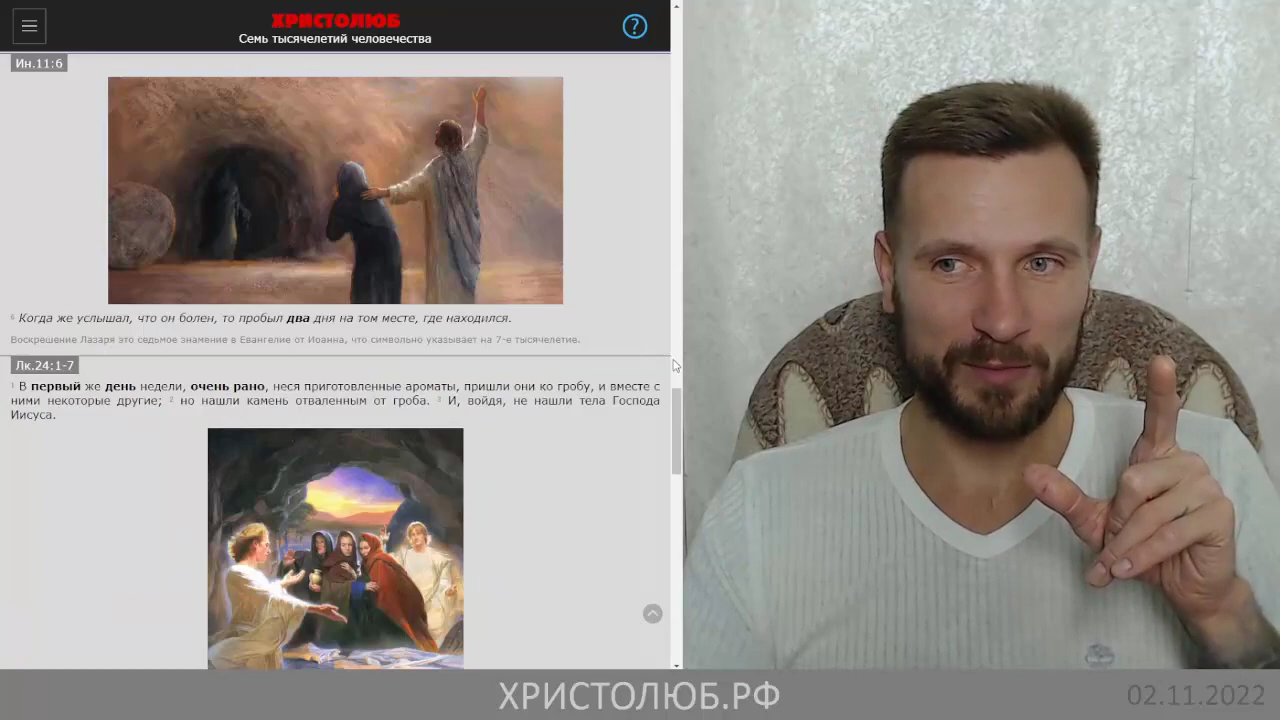 ХРИСТОЛЮБ
Семь тысячелетий человечества
?
Ин.11:6
6 Когда же услышал, что он болен, то пробыл два дня на том месте, где находился.
Воскрешение Лазаря это седьмое знамение в Евангелие от Иоанна, что символьно указывает на 7-е тысячелетие.
Лк.24:1-7
1 В первый же день недели, очень рано, неся приготовленные ароматы, пришли они ко гробу, и вместе с
ними некоторые другие; 2 но нашли камень отваленным от гроба. 3 И, войдя, не нашли тела Господа
Иисуса.
ХРИСТОЛЮБ.РФ
02.11.2022